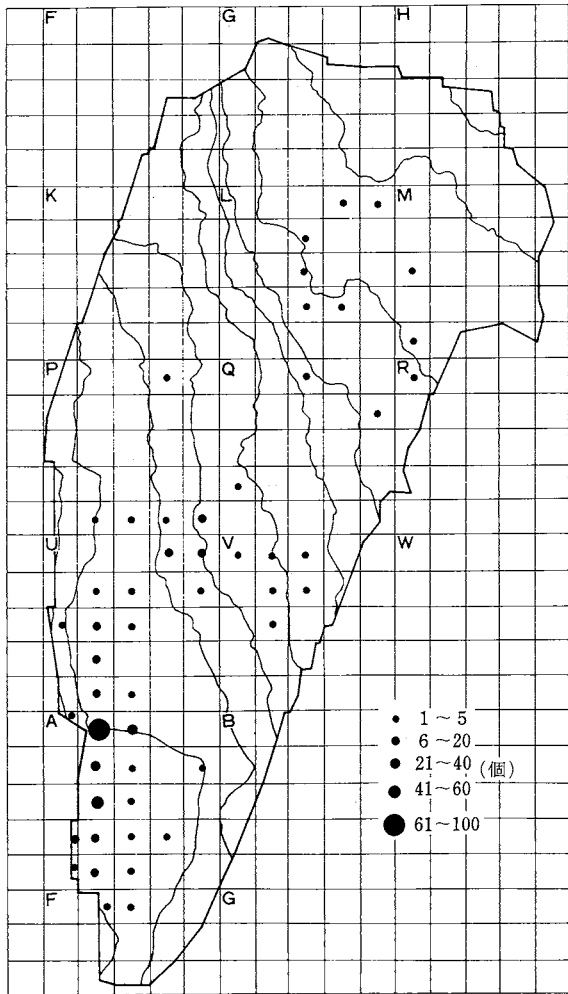 F G H
K L M
P Q R
U V W
A B
1～5
6～20
21～40 (個)
41～60
61～100
F G